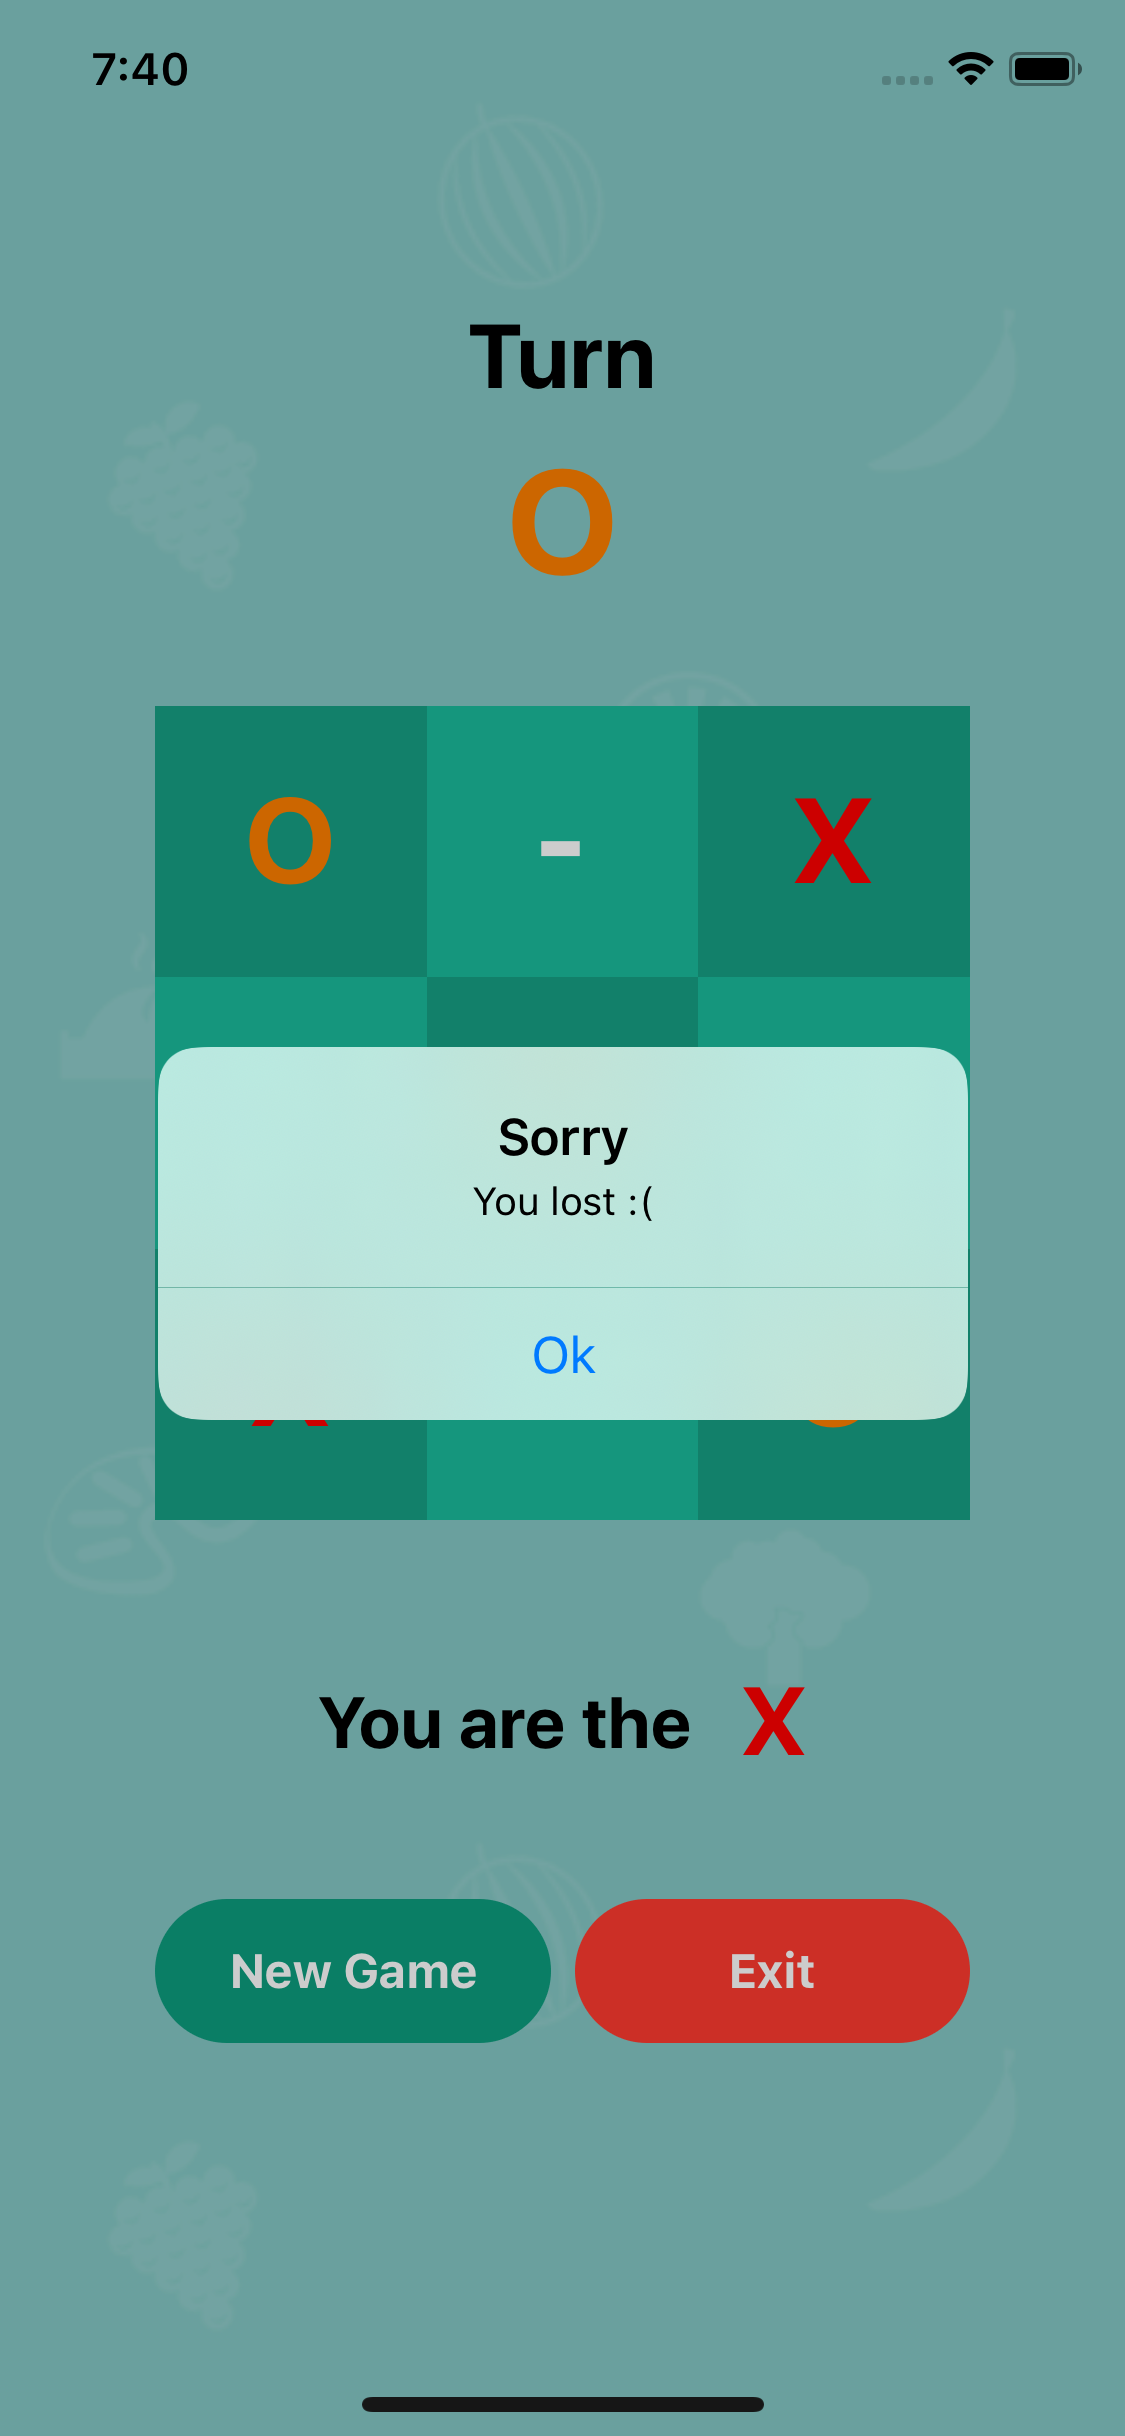 7:40
Turn
O
O - X
Sorry
You lost :(
Ok
You are the X
New Game Exit